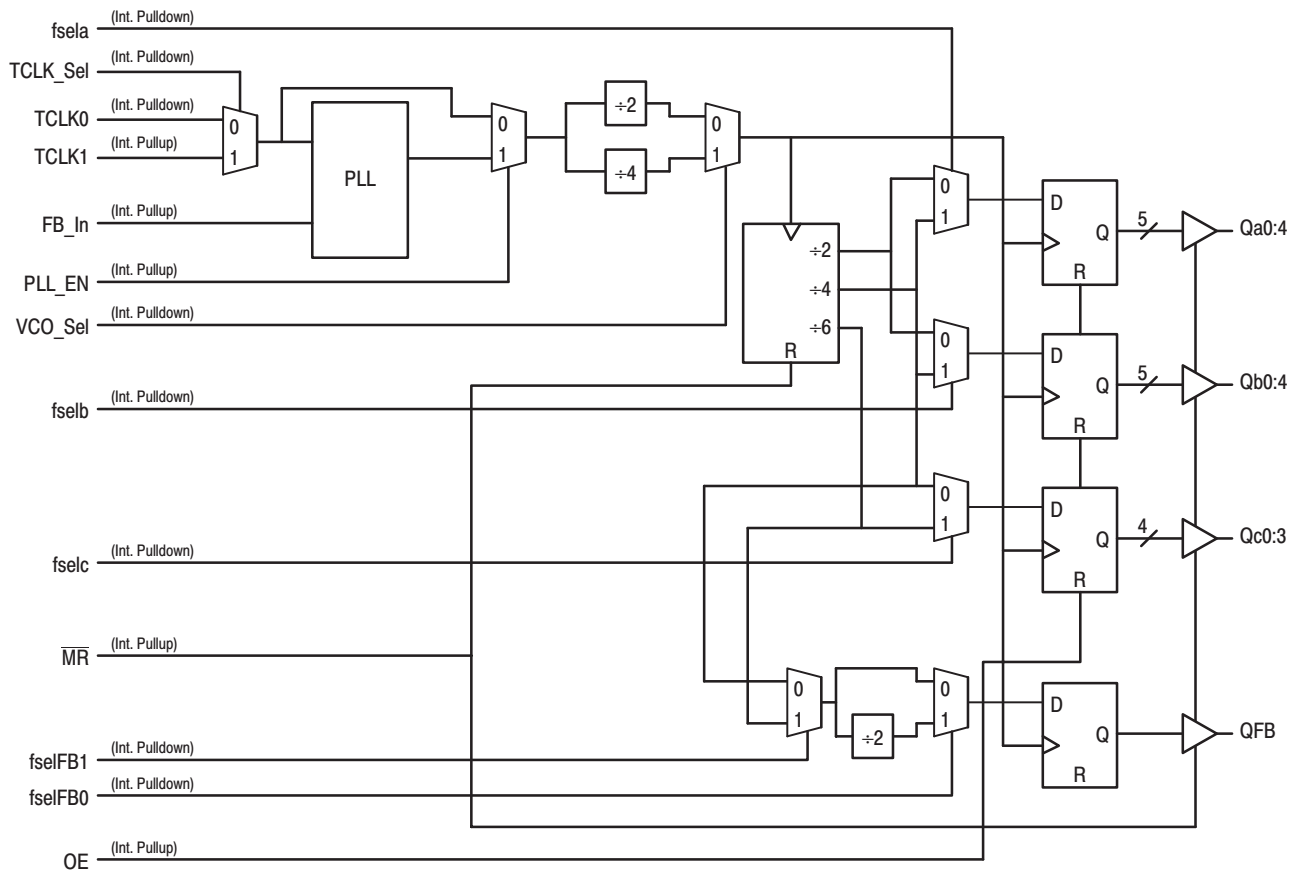 fsela (Int. Pulldown)
TCLK_Sel (Int. Pulldown)
TCLK0 (Int. Pulldown)
TCLK1 (Int. Pullup)
0
1
PLL
FB_In (Int. Pullup)
PLL_EN (Int. Pullup)
VCO_Sel (Int. Pulldown)
0
1
÷2
÷4
0
1
÷2
÷4
÷6
R
0
1
D
Q
R
5
Qa0:4
0
1
D
Q
R
5
Qb0:4
fselb (Int. Pulldown)
0
1
D
Q
R
4
Qc0:3
fselc (Int. Pulldown)
MR (Int. Pullup)
0
1
÷2
0
1
D
Q
R
QFB
fselFB1 (Int. Pulldown)
fselFB0 (Int. Pulldown)
OE (Int. Pullup)